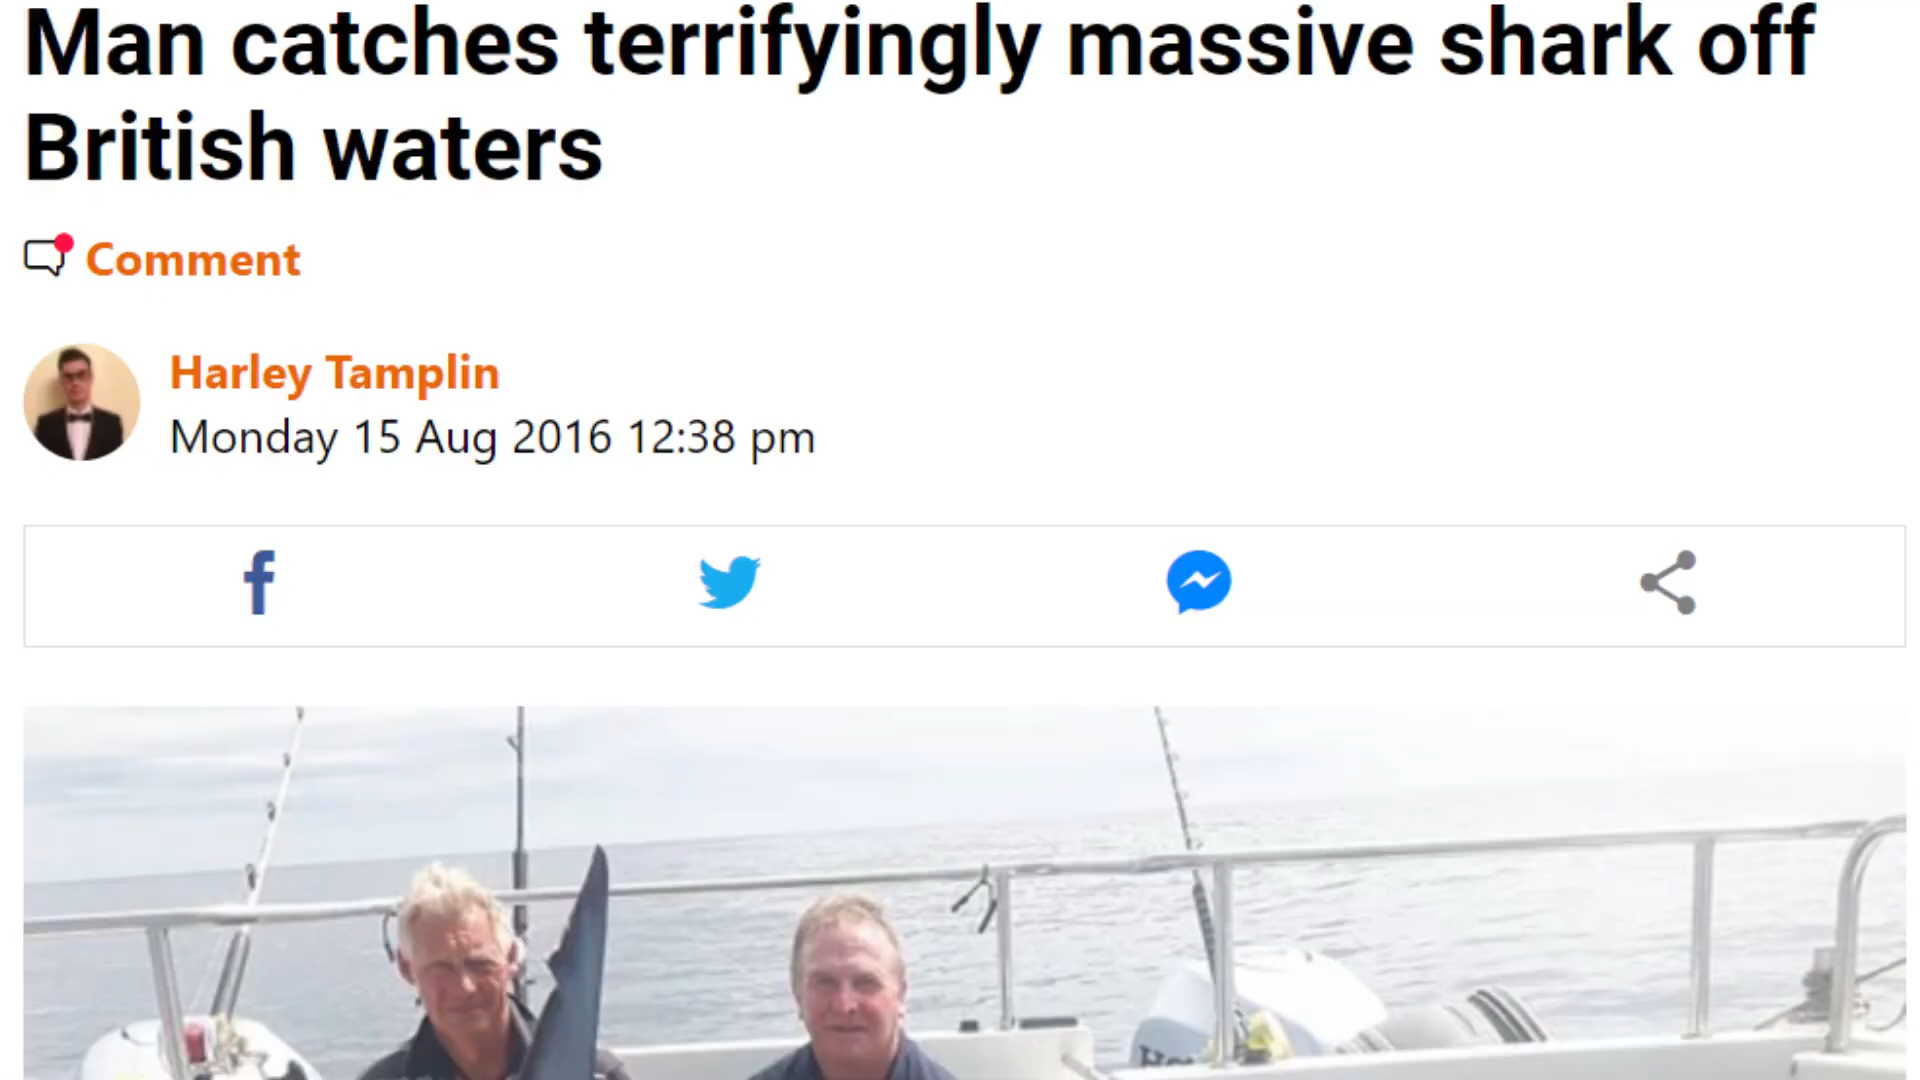 Man catches terrifyingly massive shark off
British waters
Comment
Harley Tamplin
Monday 15 Aug 2016 12:38 pm